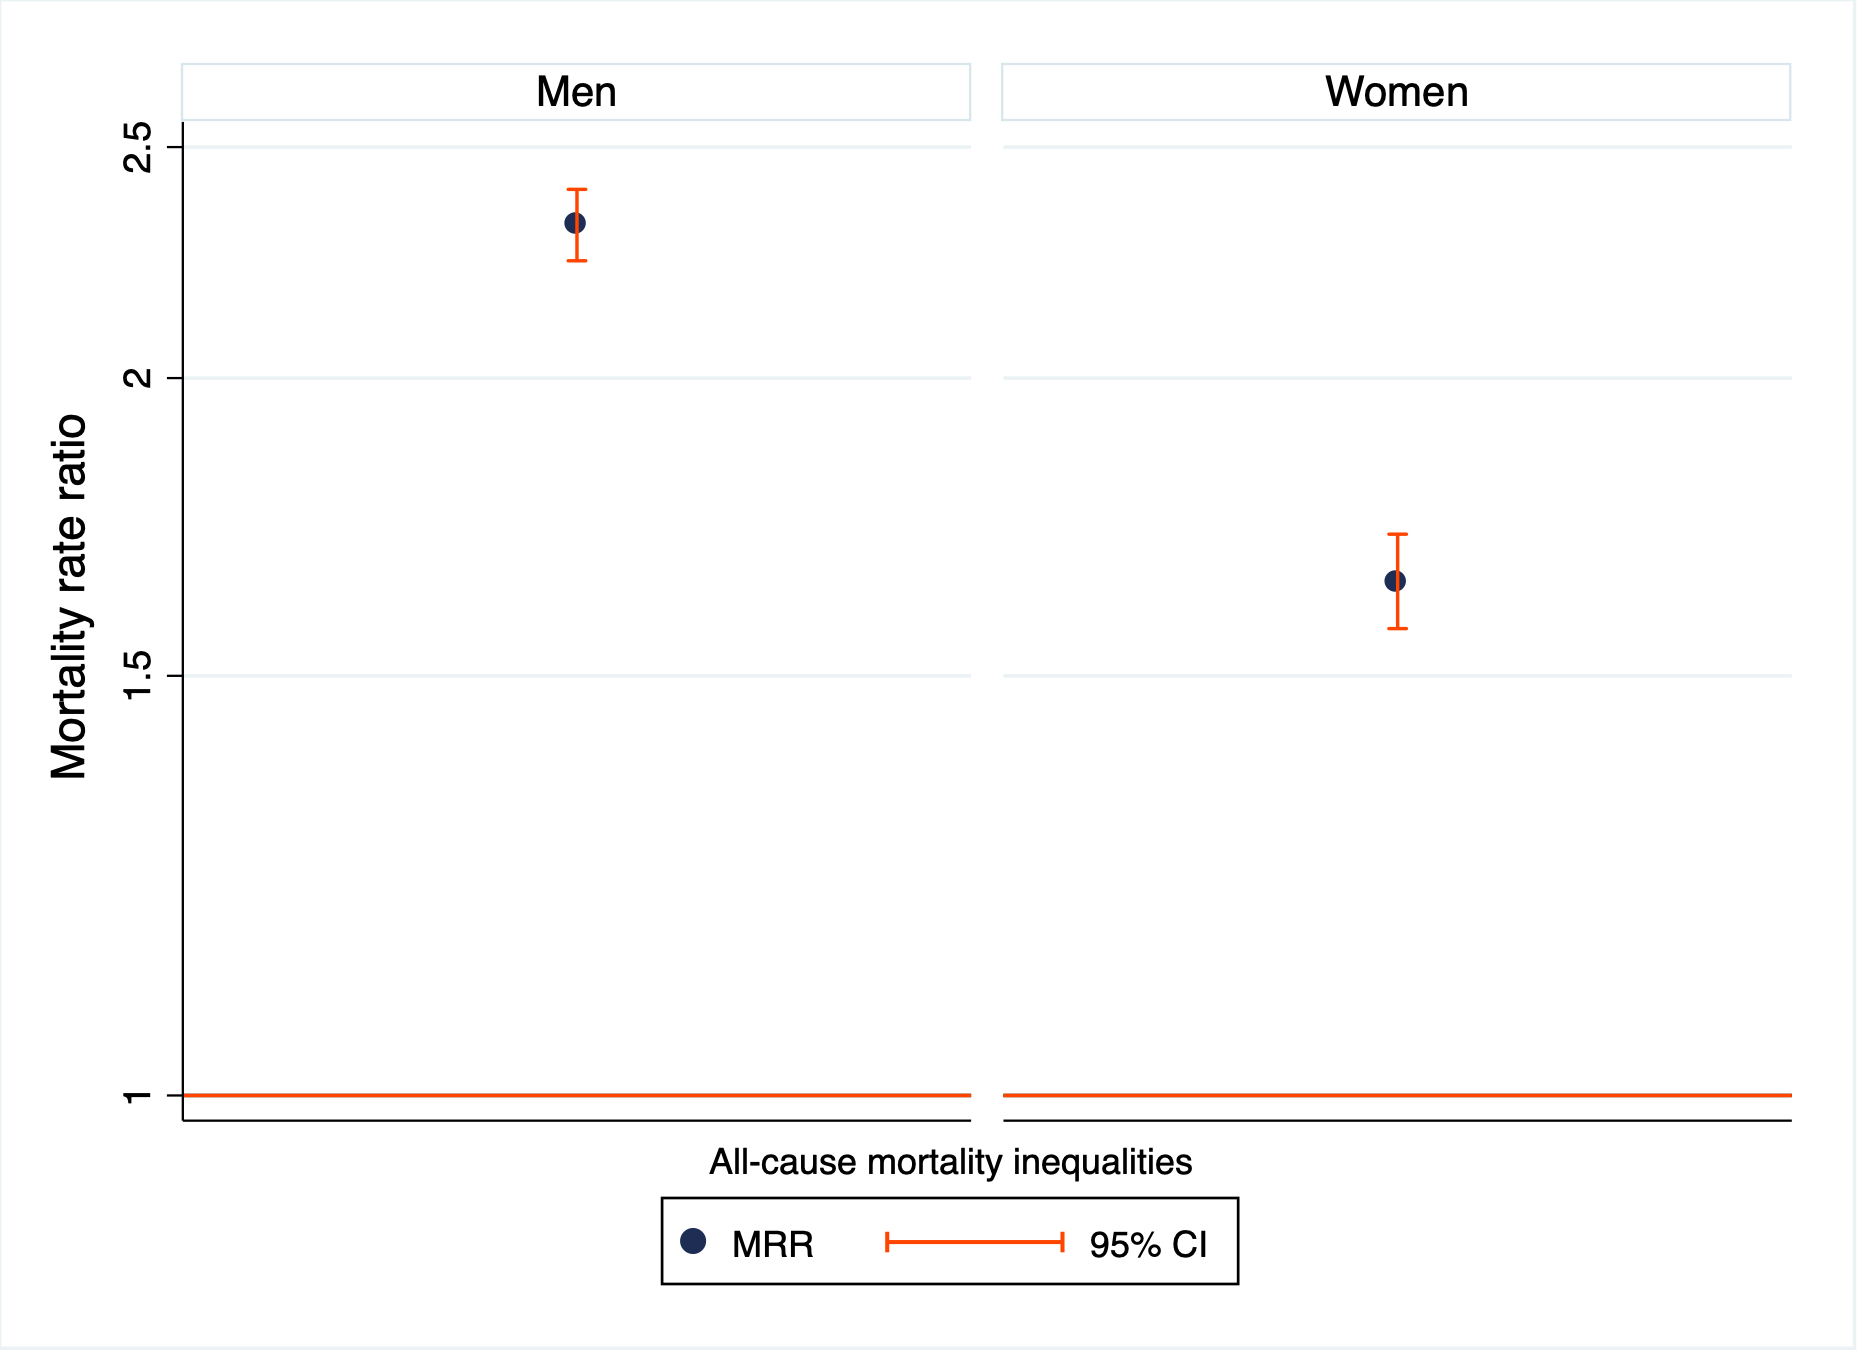 Men
Women
Mortality rate ratio
2.5
2
1.5
1
All-cause mortality inequalities
MRR
95% CI